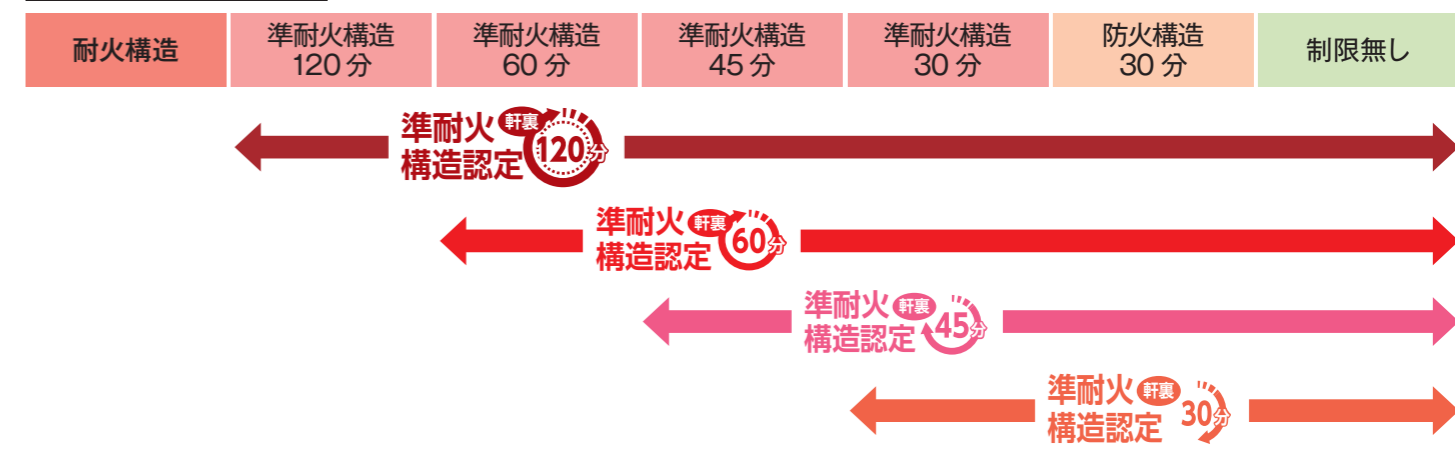 耐火構造
準耐火構造
120分
準耐火構造
60分
準耐火構造
45分
準耐火構造
30分
防火構造
30分
制限無し
準耐火 軒裏
構造認定 120分
準耐火 軒裏
構造認定 60分
準耐火 軒裏
構造認定 45分
準耐火 軒裏
構造認定 30分